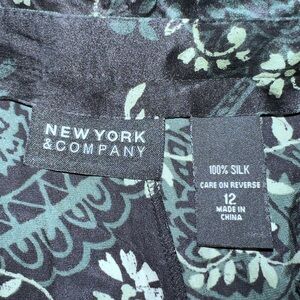 NEW YORK
& COMPANY
100% SILK
CARE ON REVERSE
12
MADE IN
CHINA